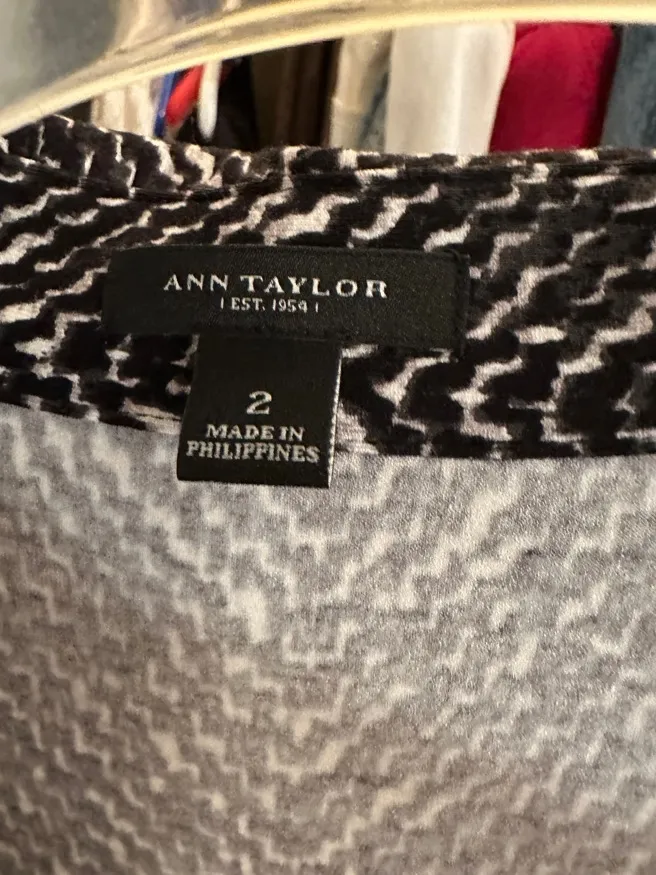 ANN TAYLOR
| EST. 1954 |
2
MADE IN
PHILIPPINES